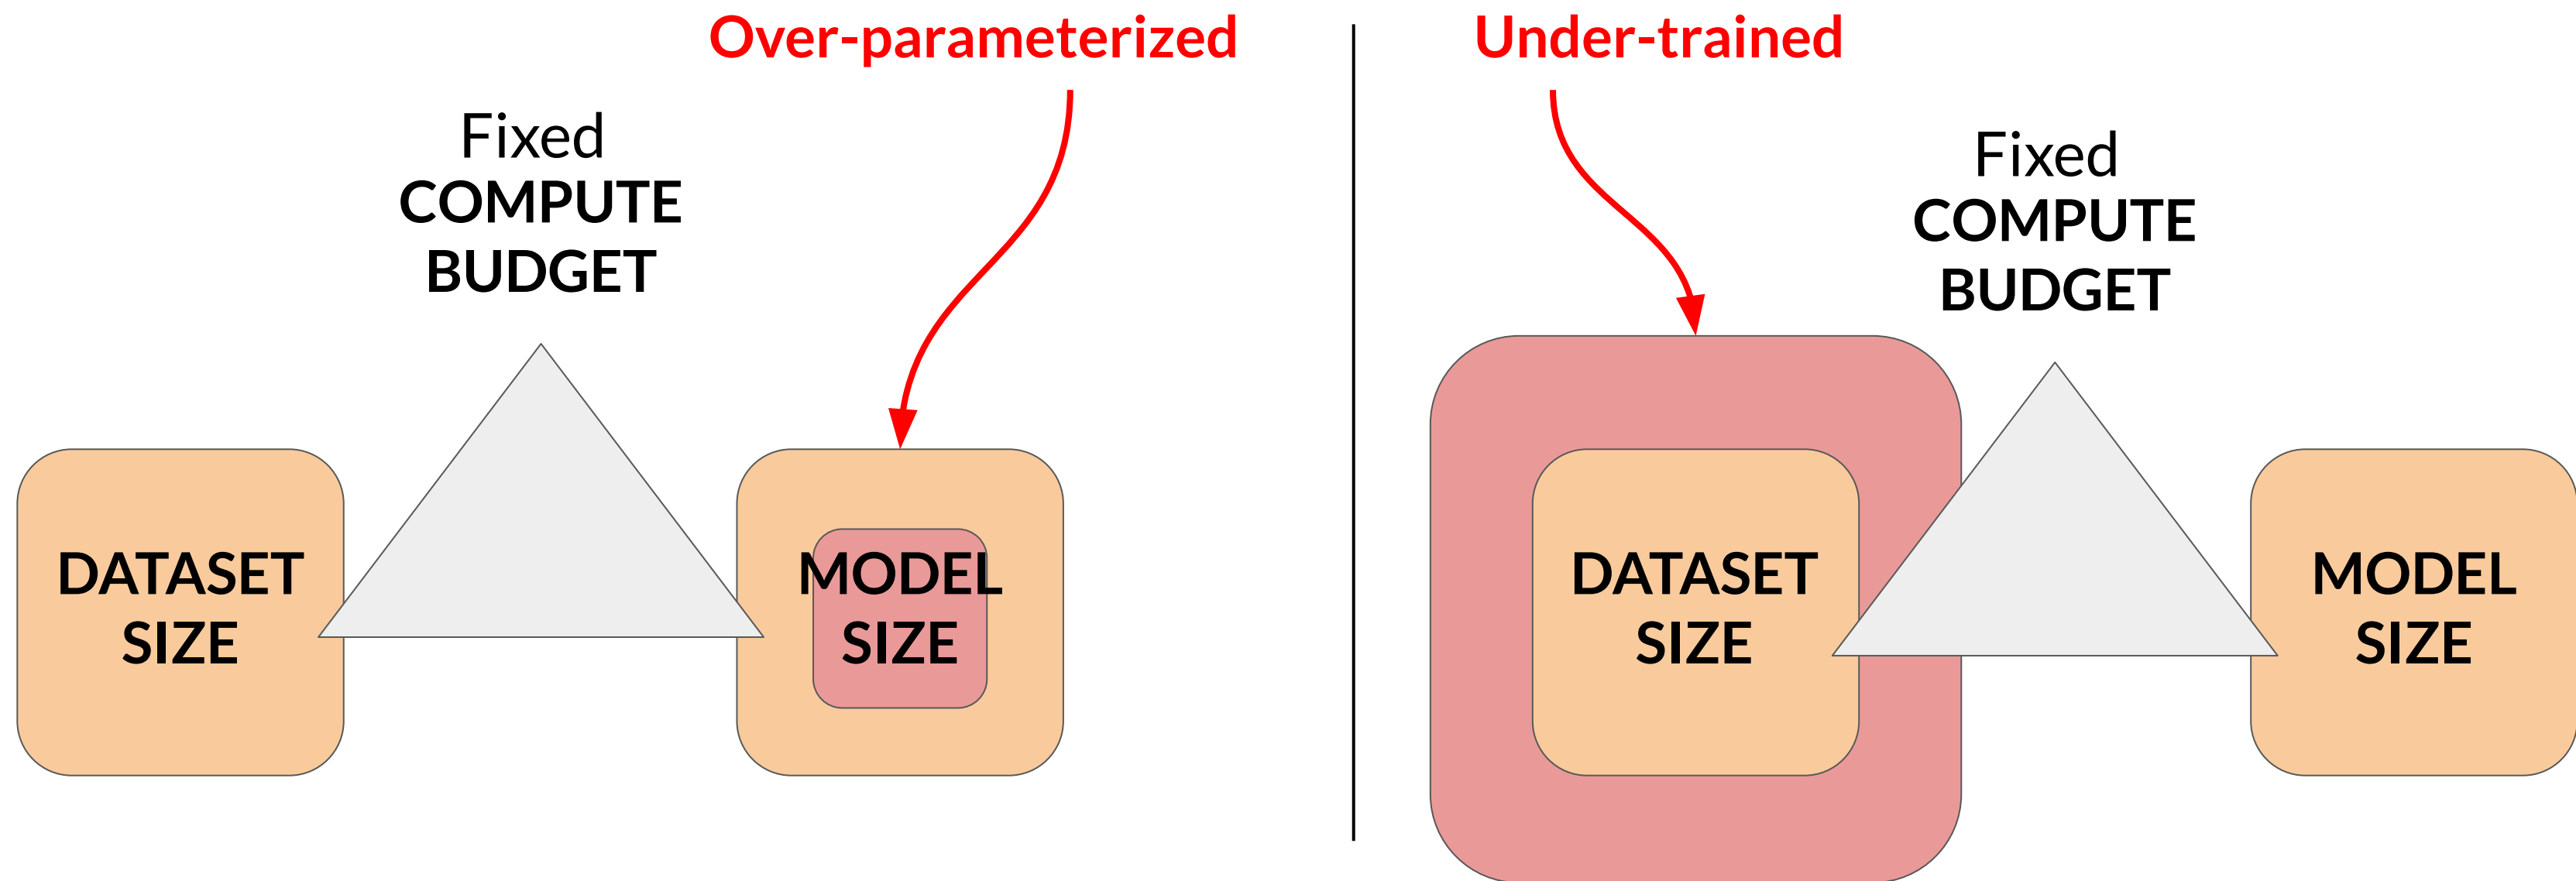 Over-parameterized
Fixed
COMPUTE
BUDGET
DATASET
SIZE
MODEL
SIZE
Under-trained
Fixed
COMPUTE
BUDGET
DATASET
SIZE
MODEL
SIZE